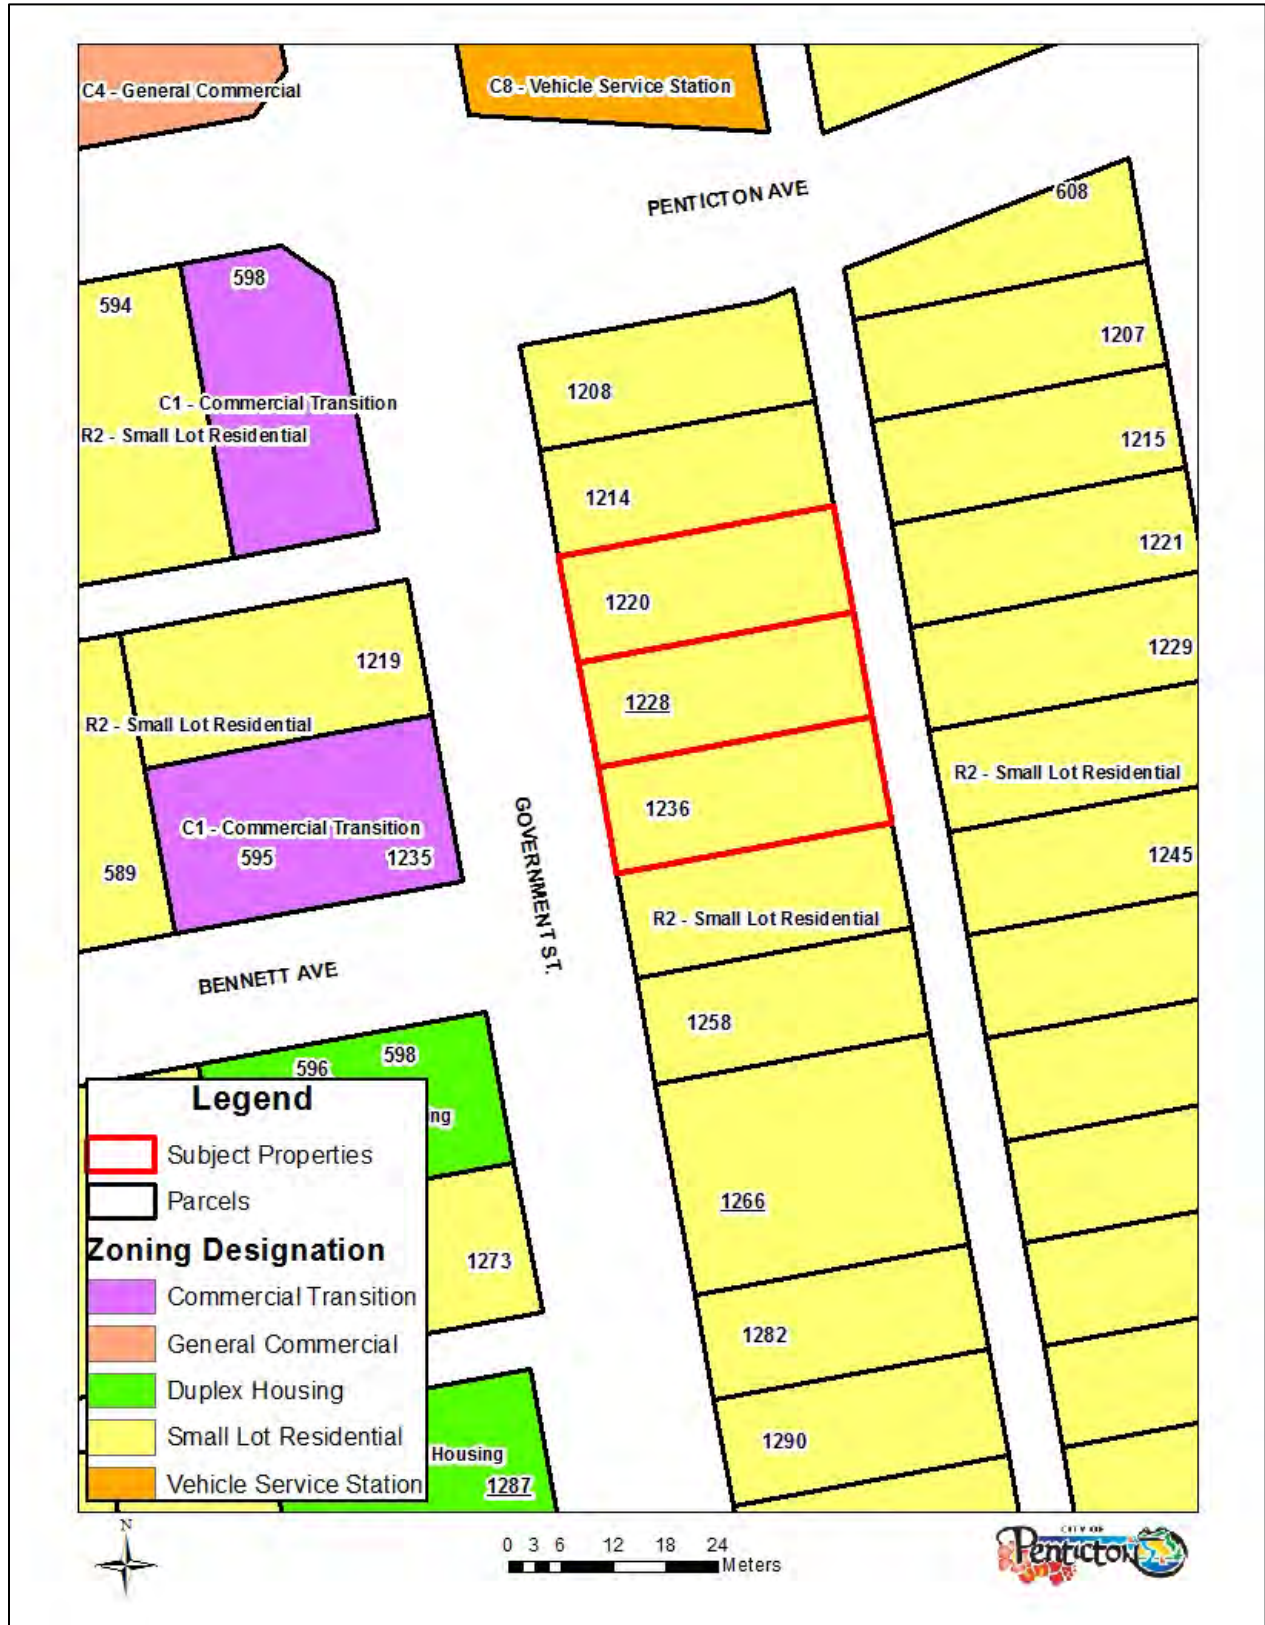 C4 - General Commercial
C8 - Vehicle Service Station
PENTICTON AVE
608
594
598
1207
1208
C1 - Commercial Transition
R2 - Small Lot Residential
1215
1214
1221
1220
1219
1229
1228
R2 - Small Lot Residential
R2 - Small Lot Residential
1236
C1 - Commercial Transition
595
1235
1245
589
GOVERNMENT ST.
R2 - Small Lot Residential
BENNETT AVE
1258
598
596
ing
1266
1273
1282
1290
Housing
1287
Legend
Subject Properties
Parcels
Zoning Designation
Commercial Transition
General Commercial
Duplex Housing
Small Lot Residential
Vehicle Service Station
N
0 3 6 12 18 24
Meters
CITY OF
Penticton